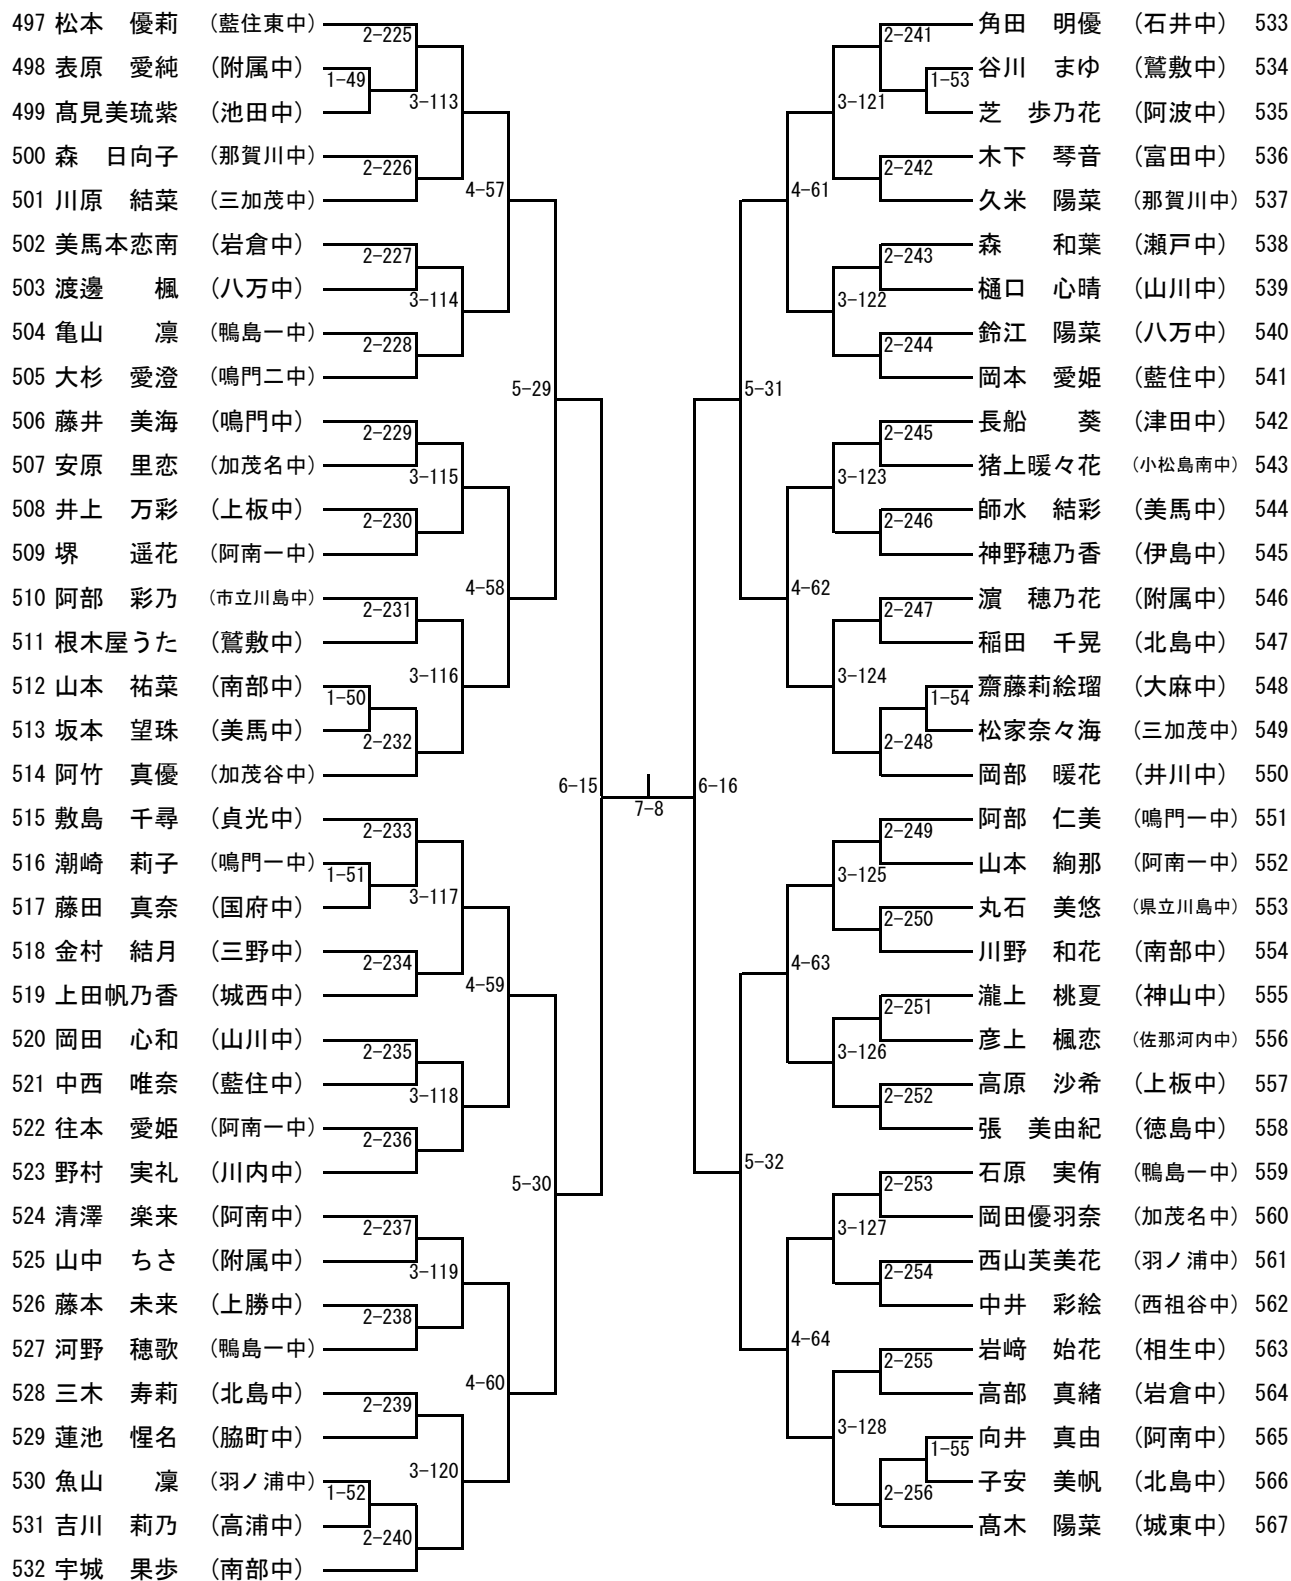 497 松本　優莉 （藍住東中）
2-225
498 表原　愛純 （附属中）
1-49
499 髙見美琉紫 （池田中）
3-113
500 森　日向子 （那賀川中）
2-226
501 川原　結菜 （三加茂中）
4-57
502 美馬本恋南 （岩倉中）
2-227
503 渡邊　　楓 （八万中）
3-114
504 亀山　　凛 （鴨島一中）
2-228
505 大杉　愛澄 （鳴門二中）
5-29
506 藤井　美海 （鳴門中）
2-229
507 安原　里恋 （加茂名中）
3-115
508 井上　万彩 （上板中）
2-230
509 堺　　遥花 （阿南一中）
4-58
510 阿部　彩乃 （市立川島中）
2-231
511 根木屋うた （鷲敷中）
3-116
512 山本　祐菜 （南部中）
1-50
513 坂本　望珠 （美馬中）
2-232
514 阿竹　真優 （加茂谷中）
6-15
7-8
515 敷島　千尋 （貞光中）
2-233
516 潮崎　莉子 （鳴門一中）
1-51
517 藤田　真奈 （国府中）
3-117
518 金村　結月 （三野中）
2-234
519 上田帆乃香 （城西中）
4-59
520 岡田　心和 （山川中）
2-235
521 中西　唯奈 （藍住中）
3-118
522 往本　愛姫 （阿南一中）
2-236
523 野村　実礼 （川内中）
5-30
524 清澤　楽来 （阿南中）
2-237
525 山中　ちさ （附属中）
3-119
526 藤本　未来 （上勝中）
2-238
527 河野　穂歌 （鴨島一中）
4-60
528 三木　寿莉 （北島中）
2-239
529 蓮池　惺名 （脇町中）
3-120
530 魚山　　凛 （羽ノ浦中）
1-52
531 吉川　莉乃 （高浦中）
2-240
532 宇城　果歩 （南部中）
角田　明優 （石井中） 533
2-241
谷川　まゆ （鷲敷中） 534
1-53
芝　歩乃花 （阿波中） 535
3-121
木下　琴音 （富田中） 536
2-242
久米　陽菜 （那賀川中） 537
4-61
森　　和葉 （瀬戸中） 538
2-243
樋口　心晴 （山川中） 539
3-122
鈴江　陽菜 （八万中） 540
2-244
岡本　愛姫 （藍住中） 541
5-31
長船　　葵 （津田中） 542
2-245
猪上暖々花 （小松島南中） 543
3-123
師水　結彩 （美馬中） 544
2-246
神野穂乃香 （伊島中） 545
4-62
濵　穂乃花 （附属中） 546
2-247
稲田　千晃 （北島中） 547
3-124
齋藤莉絵瑠 （大麻中） 548
1-54
松家奈々海 （三加茂中） 549
2-248
岡部　暖花 （井川中） 550
6-16
阿部　仁美 （鳴門一中） 551
2-249
山本　絢那 （阿南一中） 552
3-125
丸石　美悠 （県立川島中） 553
2-250
川野　和花 （南部中） 554
4-63
瀧上　桃夏 （神山中） 555
2-251
彦上　楓恋 （佐那河内中） 556
3-126
高原　沙希 （上板中） 557
2-252
張　美由紀 （徳島中） 558
5-32
石原　実侑 （鴨島一中） 559
2-253
岡田優羽奈 （加茂名中） 560
3-127
西山芙美花 （羽ノ浦中） 561
2-254
中井　彩絵 （西祖谷中） 562
4-64
岩﨑　始花 （相生中） 563
2-255
高部　真緒 （岩倉中） 564
3-128
向井　真由 （阿南中） 565
1-55
子安　美帆 （北島中） 566
2-256
髙木　陽菜 （城東中） 567